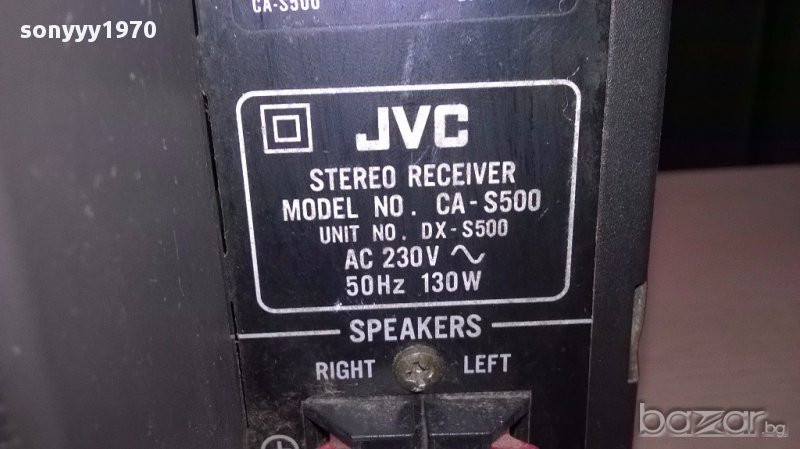 sonyyy1970
CA-S500
JVC
STEREO RECEIVER
MODEL NO. CA-S500
UNIT NO. DX-S500
AC 230V ~
50Hz 130W
SPEAKERS
RIGHT LEFT
bazar.bg